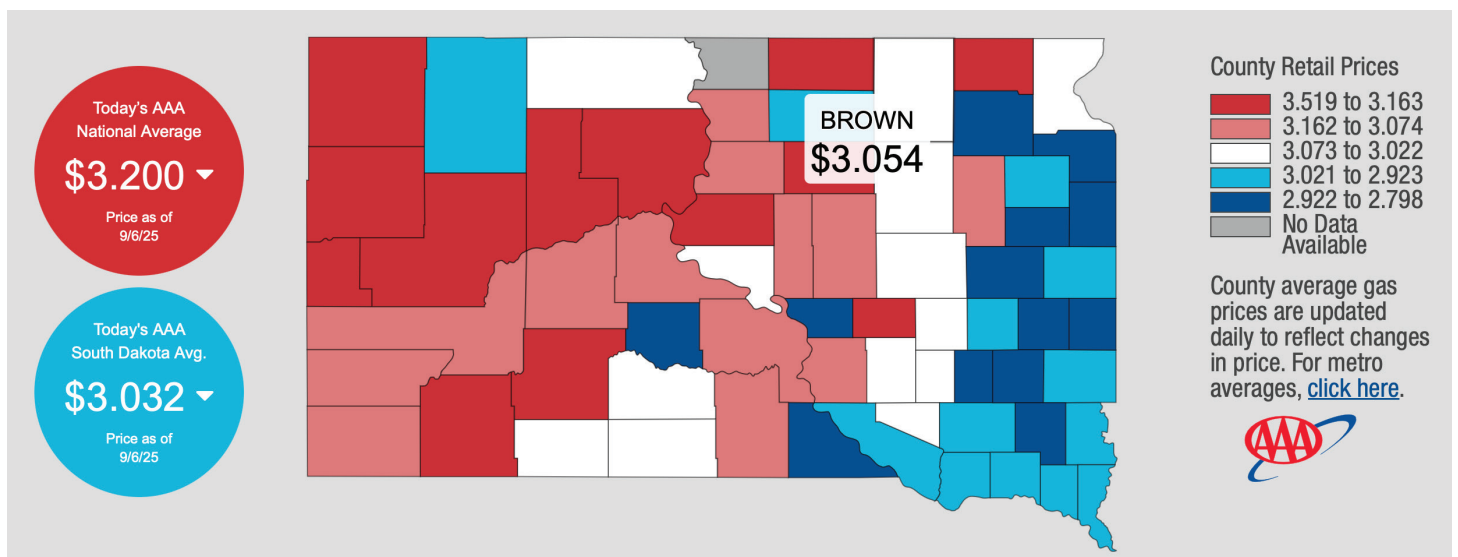 Today's AAA
National Average
$3.200
Price as of
9/6/25
Today's AAA
South Dakota Avg.
$3.032
Price as of
9/6/25
BROWN
$3.054
County Retail Prices
3.519 to 3.163
3.162 to 3.074
3.073 to 3.022
3.021 to 2.923
2.922 to 2.798
No Data
Available
County average gas
prices are updated
daily to reflect changes
in price. For metro
averages, click here.
AAA